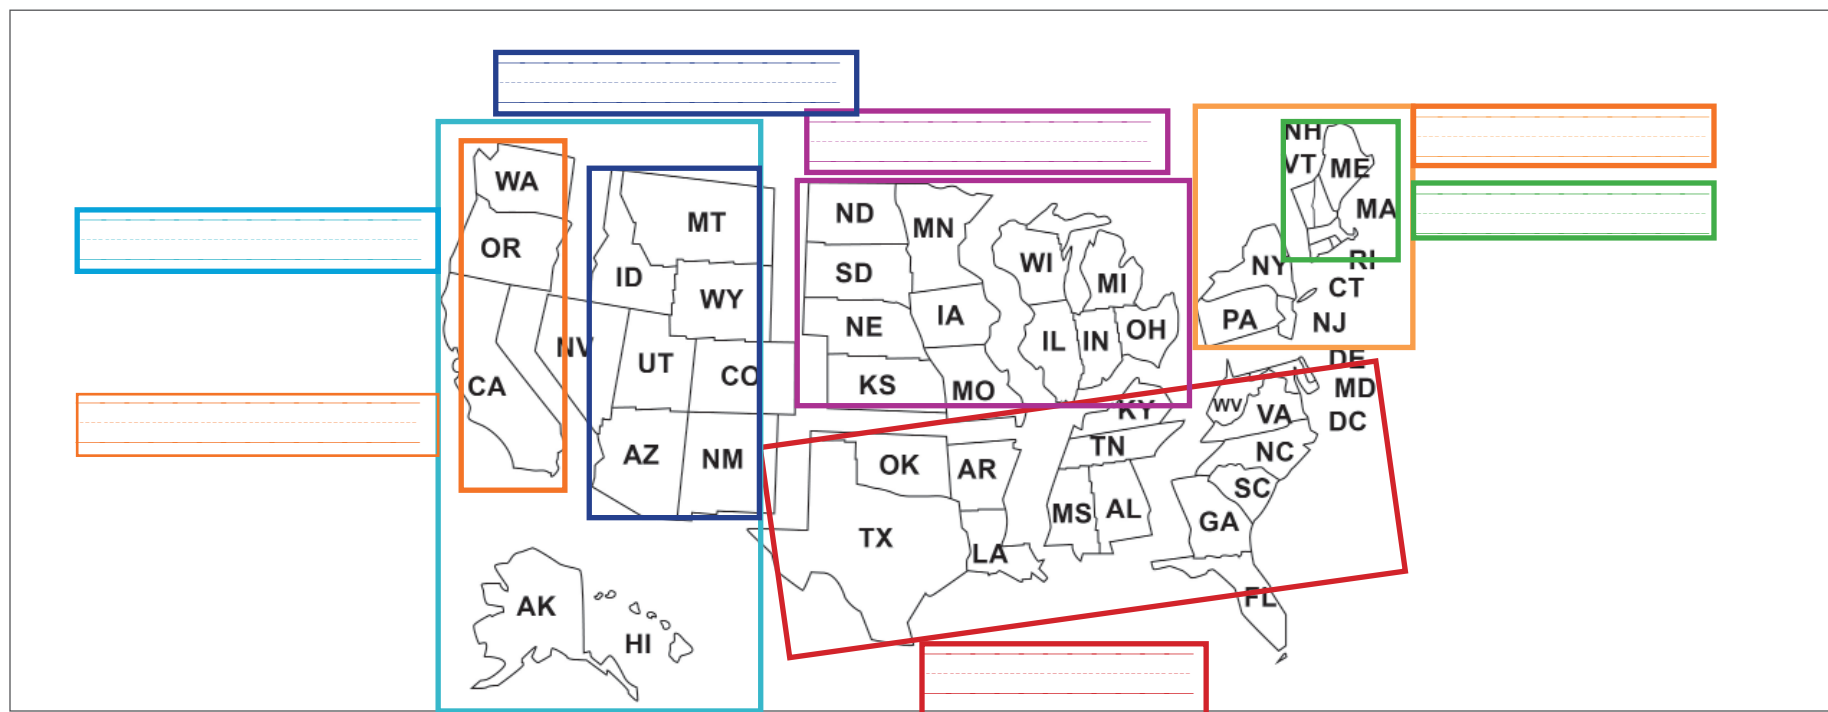 NH
VT
ME
WA
MA
ND
MT
MN
OR
RI
WI
NY
SD
ID
MI
CT
WY
IA
PA
NJ
NE
OH
IL
IN
NV
DE
UT
CO
KS
CA
MO
MD
WV
KY
VA
DC
TN
NC
AZ
NM
OK
AR
SC
MS
AL
GA
TX
LA
FL
AK
HI